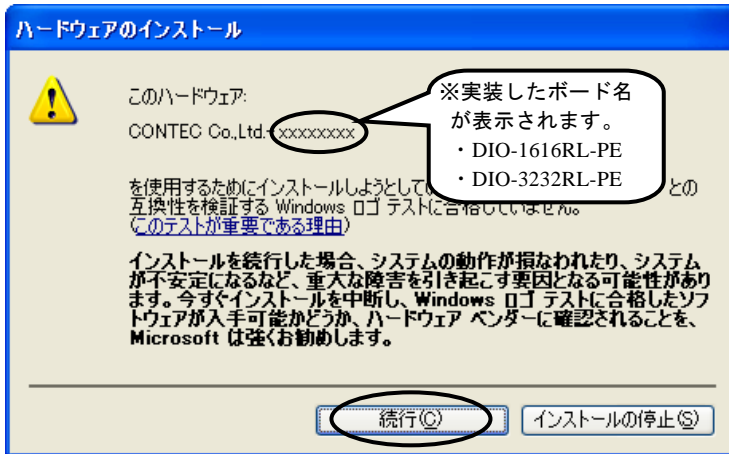 ハードウェアのインストール
このハードウェア:
CONTEC Co.,Ltd.- xxxxxxxx
※実装したボード名
が表示されます。
・DIO-1616RL-PE
・DIO-3232RL-PE
を使用するためにインストールしようとして との
互換性を検証する Windows ロゴ テストに合格していません。
(このテストが重要である理由)
インストールを続行した場合、システムの動作が損なわれたり、システム
が不安定になるなど、重大な障害を引き起こす要因となる可能性があり
ます。今すぐインストールを中断し、Windows ロゴ テストに合格したソフ
トウェアが入手可能かどうか、ハードウェア ベンダーに確認されることを、
Microsoft は強くお勧めします。
続行(C) インストールの停止(S)